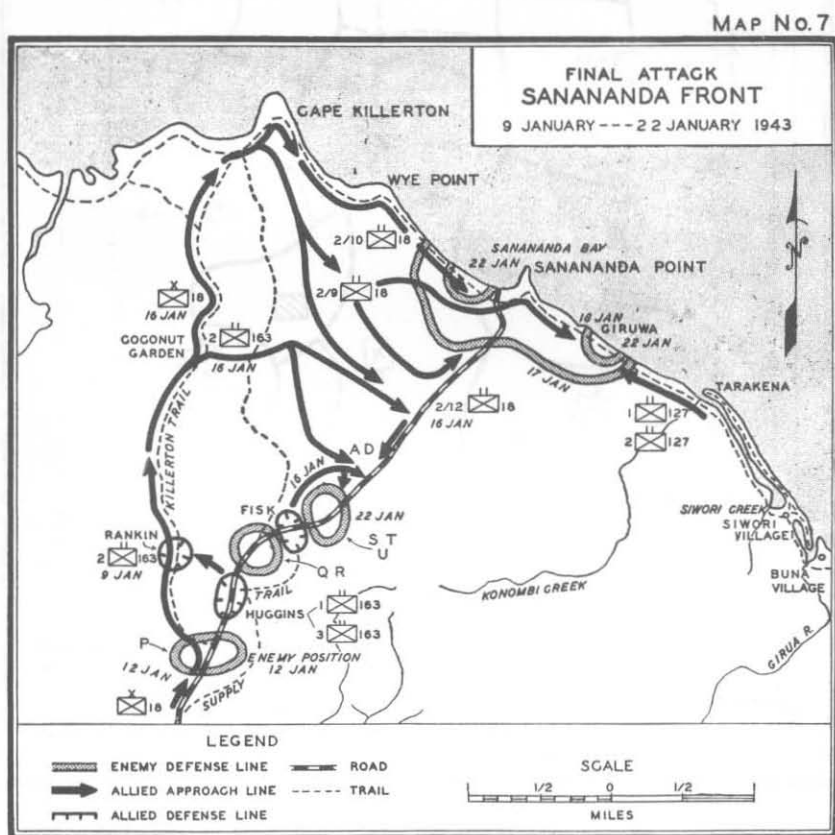 MAP No. 7
FINAL ATTACK
SANANANDA FRONT
9 JANUARY --- 22 JANUARY 1943
CAPE KILLERTON
WYE POINT
2/10 18
SANANANDA BAY
22 JAN
SANANANDA POINT
2/9 18
18
16 JAN
COCONUT
GARDEN
2 163
16 JAN
18 JAN
GIRUWA
22 JAN
17 JAN
TARAKENA
KILLERTON TRAIL
2/12 18
16 JAN
1 127
2 127
AD
16 JAN
FISK
22 JAN
S T
U
SIWORI CREEK
SIWORI
VILLAGE
RANKIN
2 163
9 JAN
Q R
BUNA
VILLAGE
KONOMBI CREEK
TRAIL
HUGGINS
1 163
3 163
GIRUA R.
P
12 JAN
ENEMY POSITION
12 JAN
SUPPLY
18
LEGEND
ENEMY DEFENSE LINE
ROAD
ALLIED APPROACH LINE
TRAIL
ALLIED DEFENSE LINE
SCALE
1 1/2 0 1/2
MILES